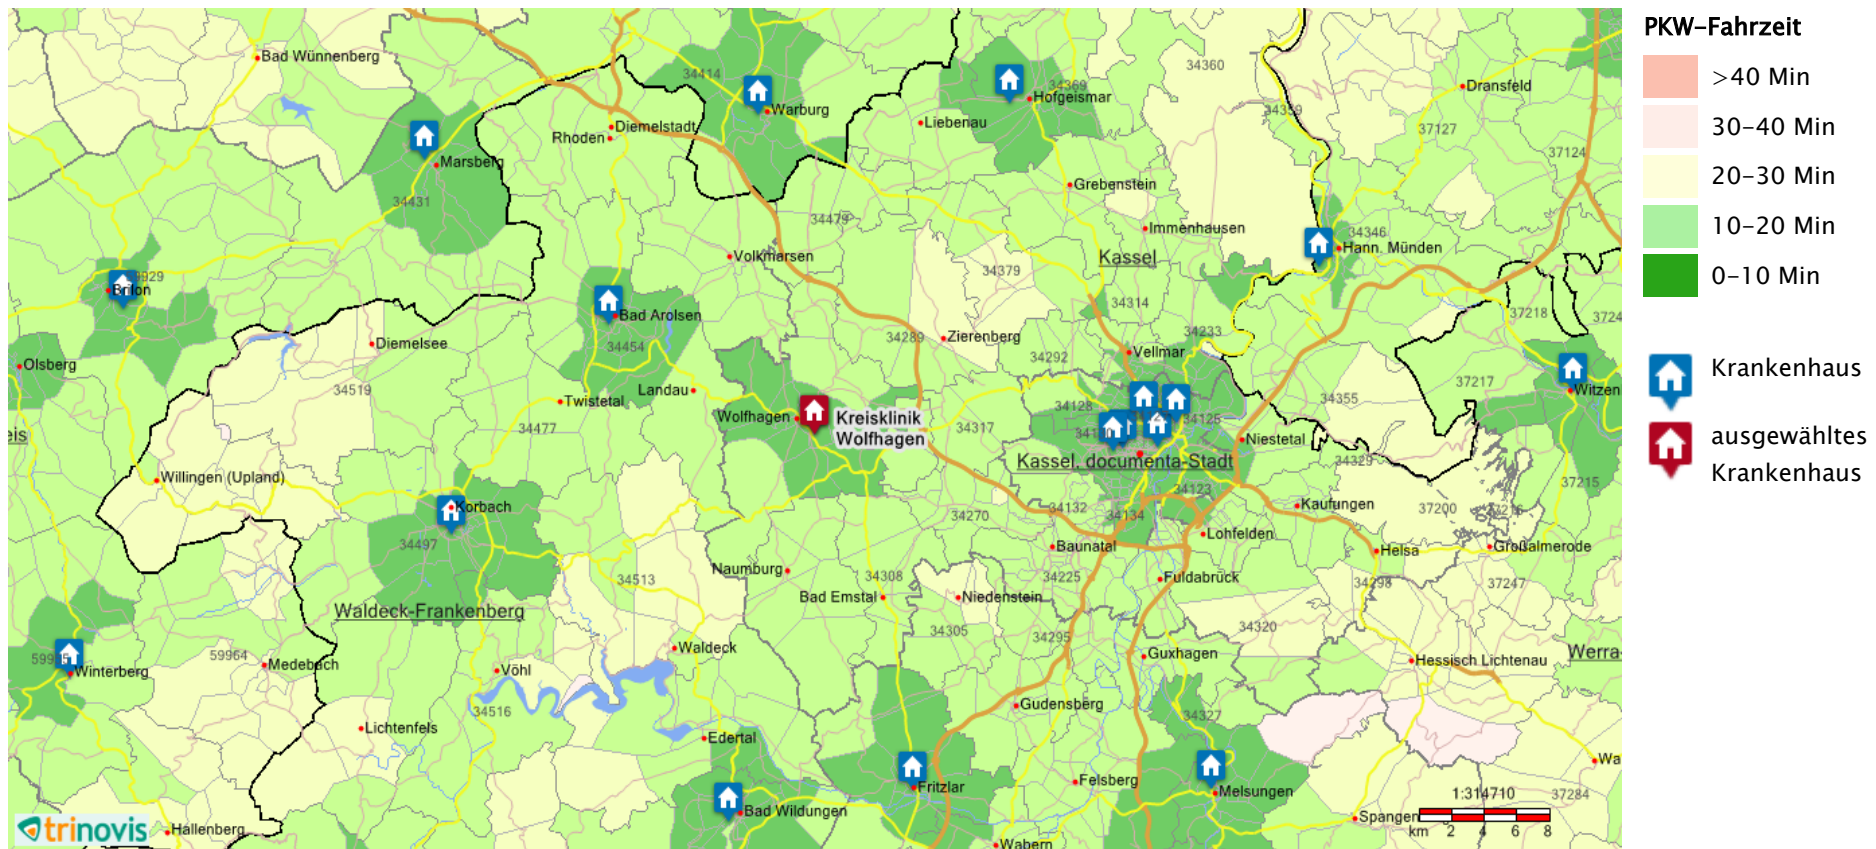 Bad Wünnenberg
34414
Warburg
34369
Hofgeismar
34360
Dransfeld
34359
37127
37124
Liebenau
Diemelstadt
Rhoden
Marsberg
34431
Grebenstein
34479
Immenhausen
34346
Hann. Münden
Volkmarsen
Kassel
34379
Brilon
Bad Arolsen
34314
37218
34454
34289
Zierenberg
34233
Vellmar
34292
Diemelsee
Olsberg
34519
Landau
Twistetal
Wolfhagen
Kreisklinik
Wolfhagen
34128
34125
34355
37217
Witzen
34477
34317
Niestetal
Kassel, documenta-Stadt
34329
Willingen (Upland)
37215
34123
Korbach
34132
34134
34270
Kaufungen
37200
34497
Lohfelden
Baunatal
Helsa
Großalmerode
Naumburg
34513
34308
34225
Fuldabrück
34298
37247
Bad Emstal
Niedenstein
Waldeck-Frankenberg
34305
34295
34320
Waldeck
Guxhagen
Hessisch Lichtenau
Werra-
59964
Medebach
Winterberg
Vöhl
34516
Gudensberg
34327
Lichtenfels
Edertal
Wa
Fritzlar
Felsberg
Melsungen
1:314710
37284
Bad Wildungen
Spangen
km 2 4 6 8
Hallenberg
Wabern
trinovis
PKW-Fahrzeit
>40 Min
30-40 Min
20-30 Min
10-20 Min
0-10 Min
Krankenhaus
ausgewähltes
Krankenhaus